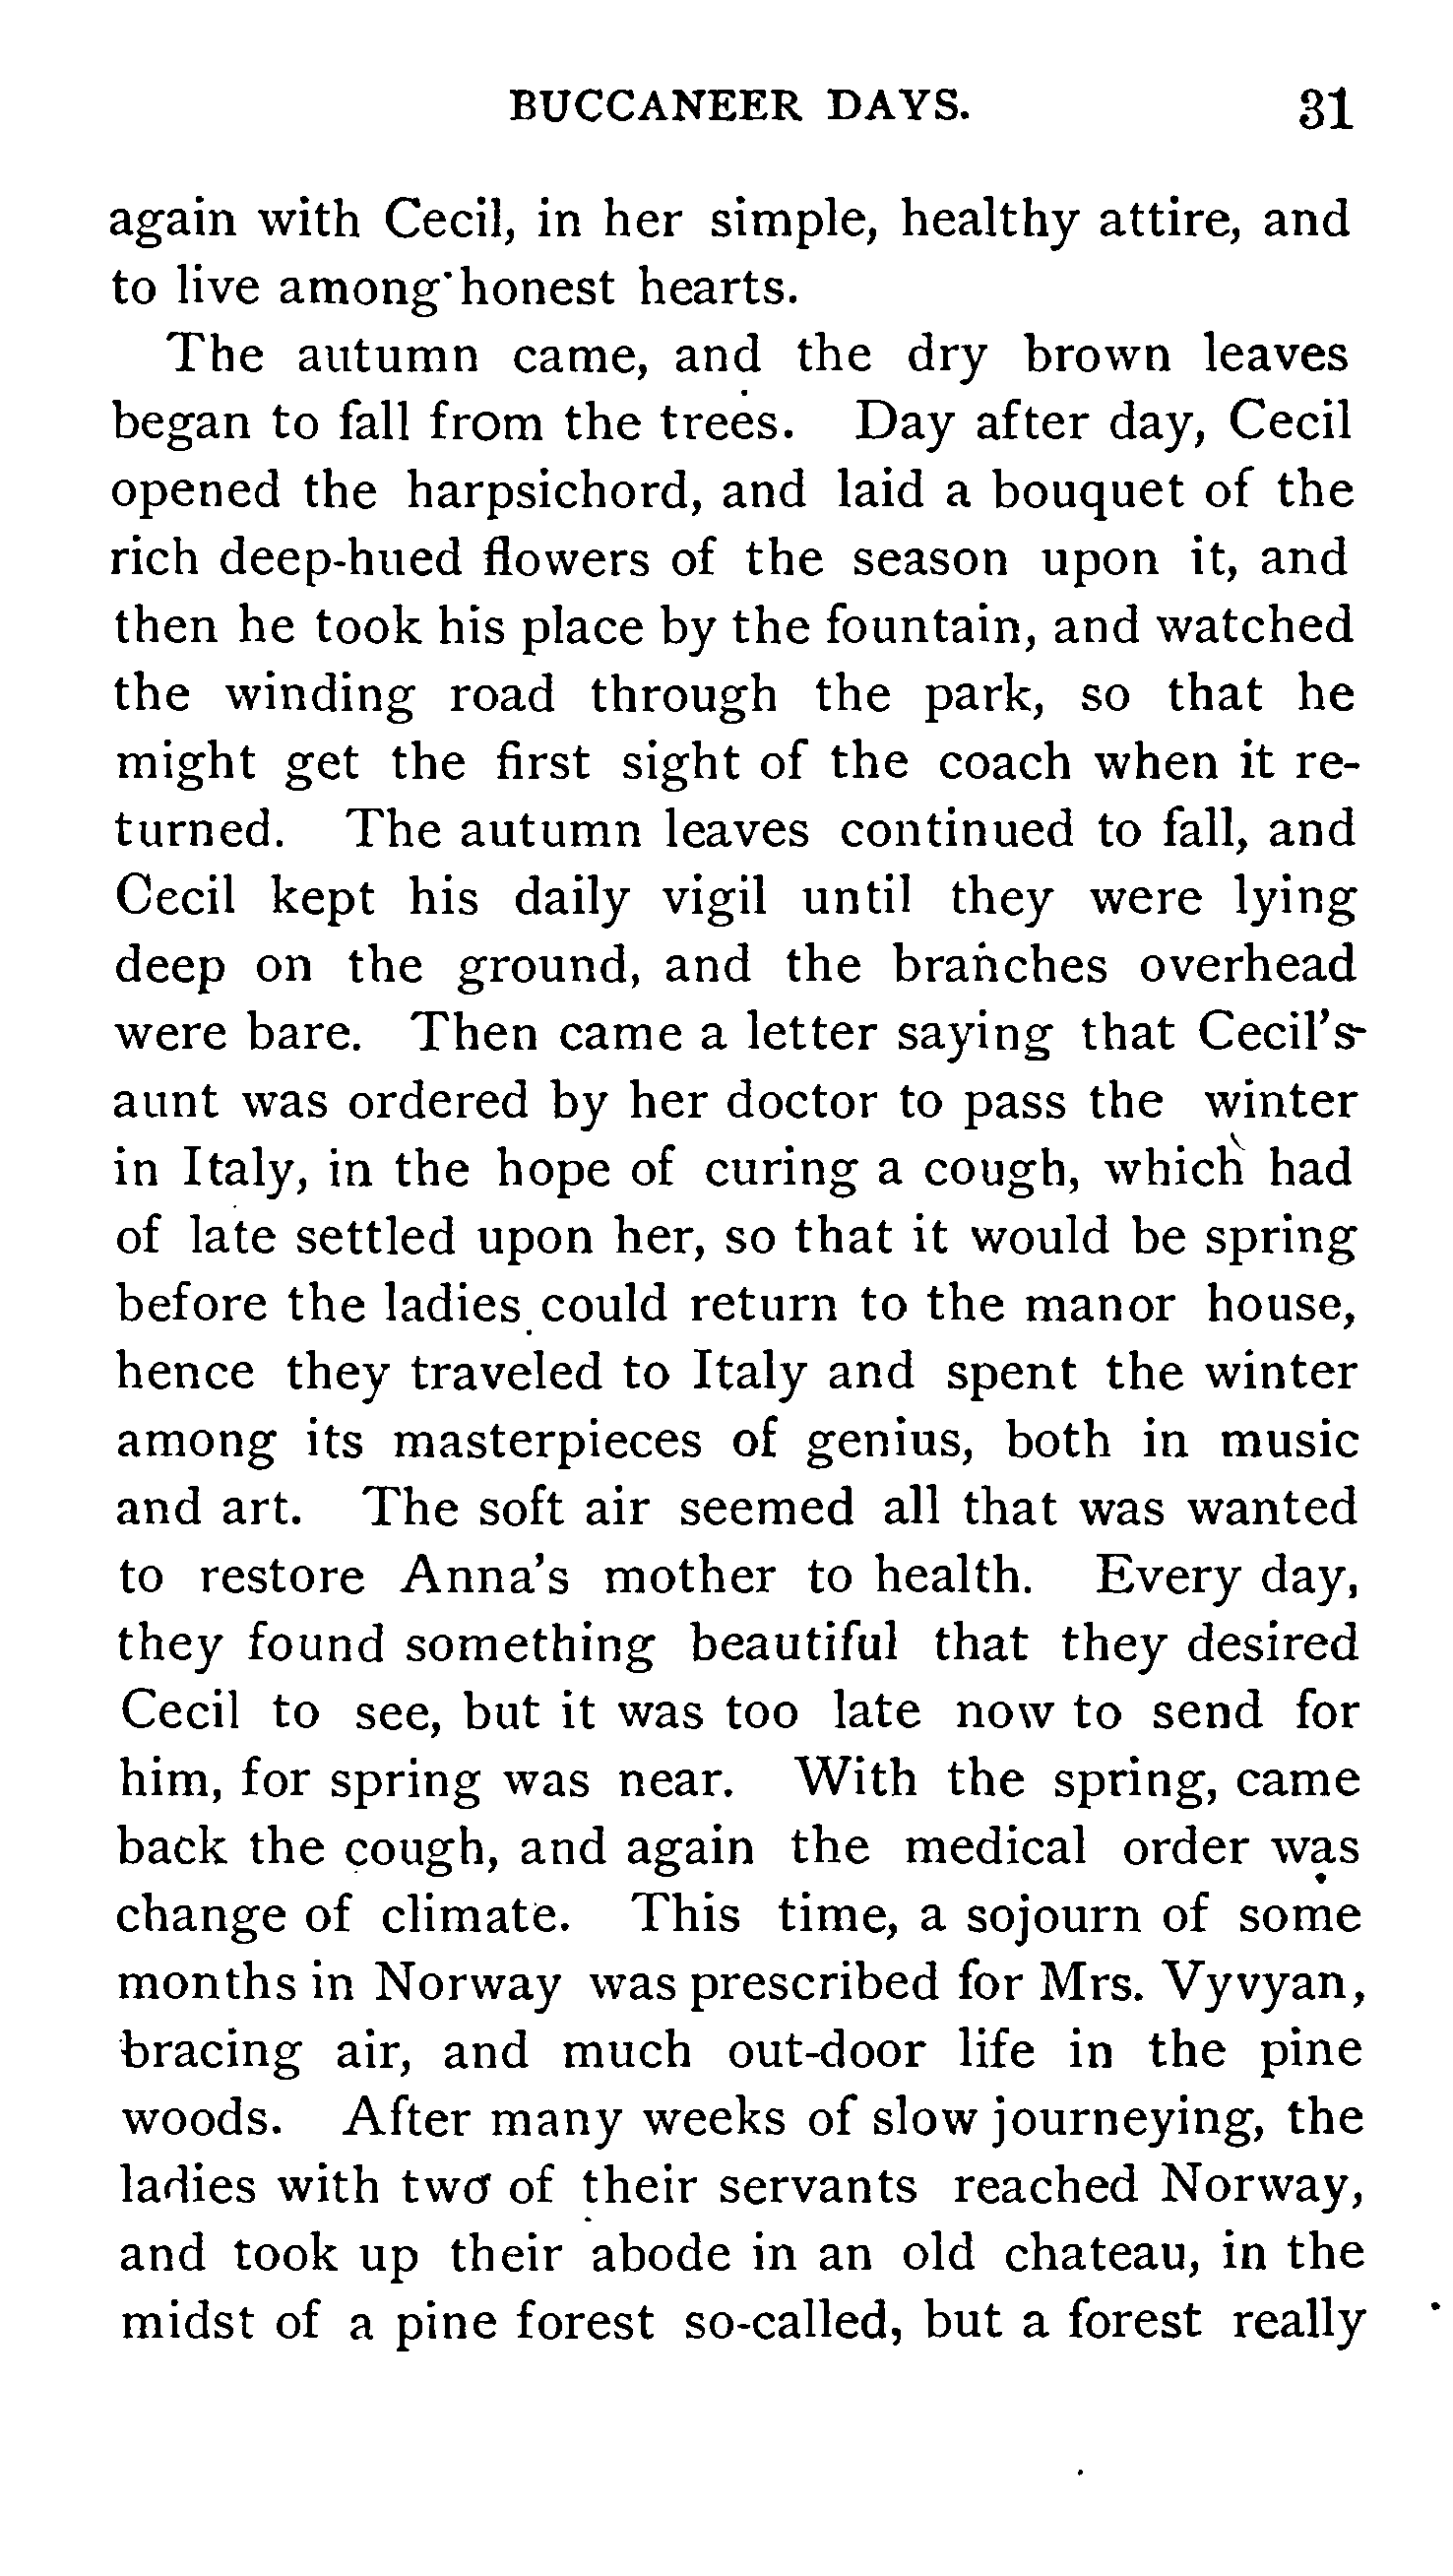 BUCCANEER DAYS. 31
again with Cecil, in her simple, healthy attire, and
to live among honest hearts.
The autumn came, and the dry brown leaves
began to fall from the trees. Day after day, Cecil
opened the harpsichord, and laid a bouquet of the
rich deep-hued flowers of the season upon it, and
then he took his place by the fountain, and watched
the winding road through the park, so that he
might get the first sight of the coach when it re-
turned. The autumn leaves continued to fall, and
Cecil kept his daily vigil until they were lying
deep on the ground, and the branches overhead
were bare. Then came a letter saying that Cecil's
aunt was ordered by her doctor to pass the winter
in Italy, in the hope of curing a cough, which had
of late settled upon her, so that it would be spring
before the ladies could return to the manor house,
hence they traveled to Italy and spent the winter
among its masterpieces of genius, both in music
and art. The soft air seemed all that was wanted
to restore Anna's mother to health. Every day,
they found something beautiful that they desired
Cecil to see, but it was too late now to send for
him, for spring was near. With the spring, came
back the cough, and again the medical order was
change of climate. This time, a sojourn of some
months in Norway was prescribed for Mrs. Vyvyan,
bracing air, and much out-door life in the pine
woods. After many weeks of slow journeying, the
ladies with two of their servants reached Norway,
and took up their abode in an old chateau, in the
midst of a pine forest so-called, but a forest really